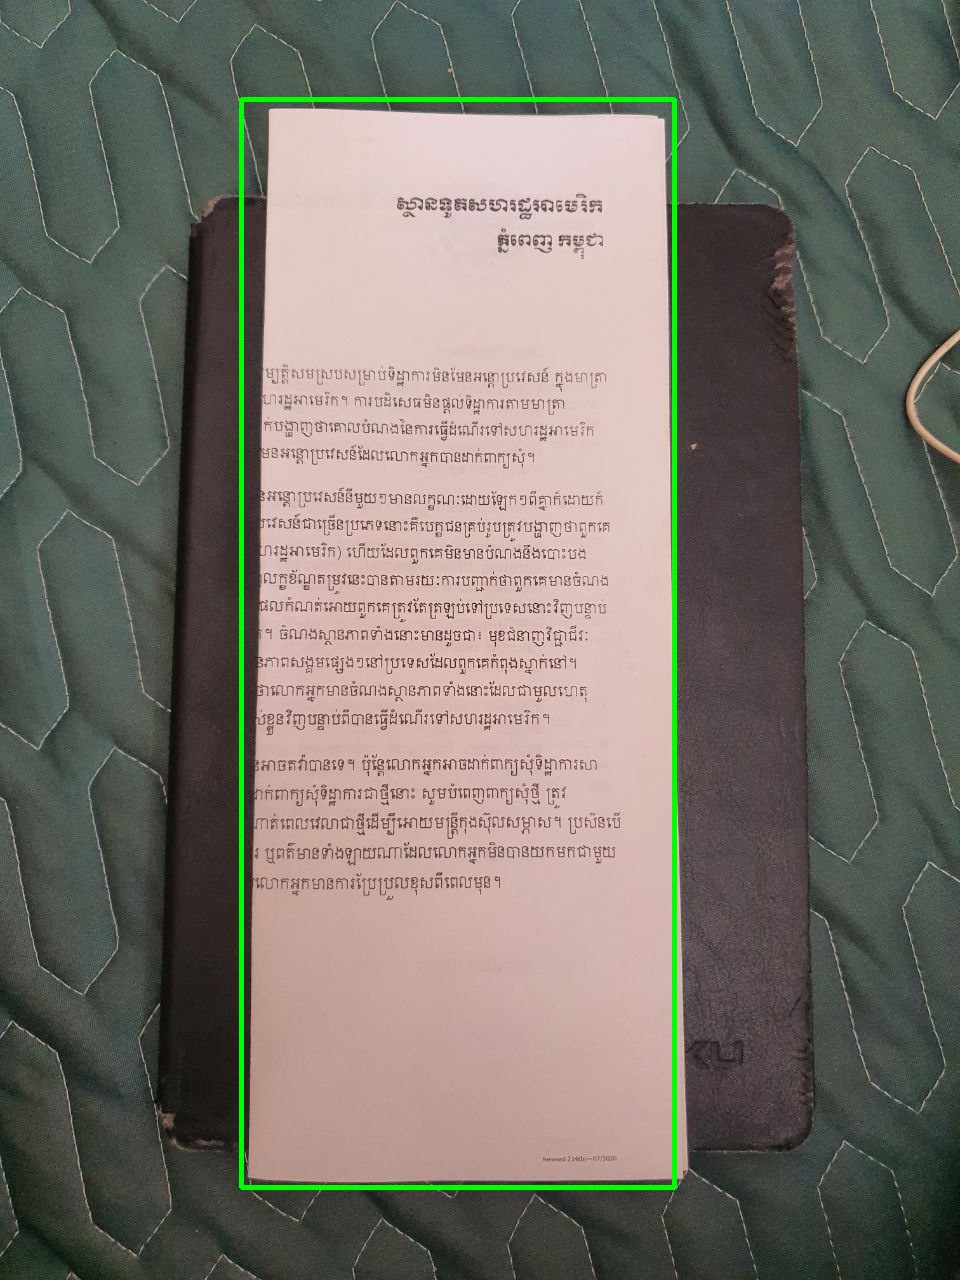 ស្ថានទូតសហរដ្ឋអាមេរិក
ភ្នំពេញ កម្ពុជា
ម្បត្តិសមស្របសម្រាប់ទិដ្ឋាការមិនមែនអន្តោប្រវេសន៍ ក្នុងមាត្រា
ហរដ្ឋអាមេរិក។ ការបដិសេធមិនផ្តល់ទិដ្ឋាការតាមមាត្រា
ក់បង្ហាញថាគោលបំណងនៃការធ្វើដំណើរទៅសហរដ្ឋអាមេរិក
មែនអន្តោប្រវេសន៍ដែលលោកអ្នកបានដាក់ពាក្យសុំ។
នអន្តោប្រវេសន៍នីមួយៗមានលក្ខណៈដោយឡែកៗពីគ្នាក៏ដោយក៏
បវេសន៍ជាច្រើនប្រភេទនោះគឺបេក្ខជនគ្រប់រូបត្រូវបង្ហាញថាពួកគេ
ហរដ្ឋអាមេរិក) ហើយដែលពួកគេមិនមានបំណងនឹងបោះបង
លក្ខខ័ណ្ឌតម្រូវនេះបានតាមរយៈការបញ្ជាក់ថាពួកគេមានចំណង
ផលកំណត់អោយពួកគេត្រូវតែត្រឡប់ទៅប្រទេសនោះវិញបន្ទាប់
ក។ ចំណងស្ថានភាពទាំងនោះមានដូចជា៖ មុខជំនាញវិជ្ជាជីវៈ
នភាពសង្គមផ្សេងៗនៅប្រទេសដែលពួកគេកំពុងស្នាក់នៅ។
ថាលោកអ្នកមានចំណងស្ថានភាពទាំងនោះដែលជាមូលហេតុ
ស់ខ្លួនវិញបន្ទាប់ពីបានធ្វើដំណើរទៅសហរដ្ឋអាមេរិក។
នអាចតវ៉ាបានទេ។ ប៉ុន្តែលោកអ្នកអាចដាក់ពាក្យសុំទិដ្ឋាការសា
ដាក់ពាក្យសុំទិដ្ឋាការជាថ្មីនោះ សូមបំពេញពាក្យសុំថ្មី ត្រូវ
ណាត់ពេលវេលាជាថ្មីដើម្បីអោយមន្ត្រីកុងស៊ុលសម្ភាស។ ប្រសិនបើ
រ ឬពត៌មានទាំងឡាយណាដែលលោកអ្នកមិនបានយកមកជាមួយ
លោកអ្នកមានការប្រែប្រួលខុសពីពេលមុន។
Revised 214(b)—07/2020